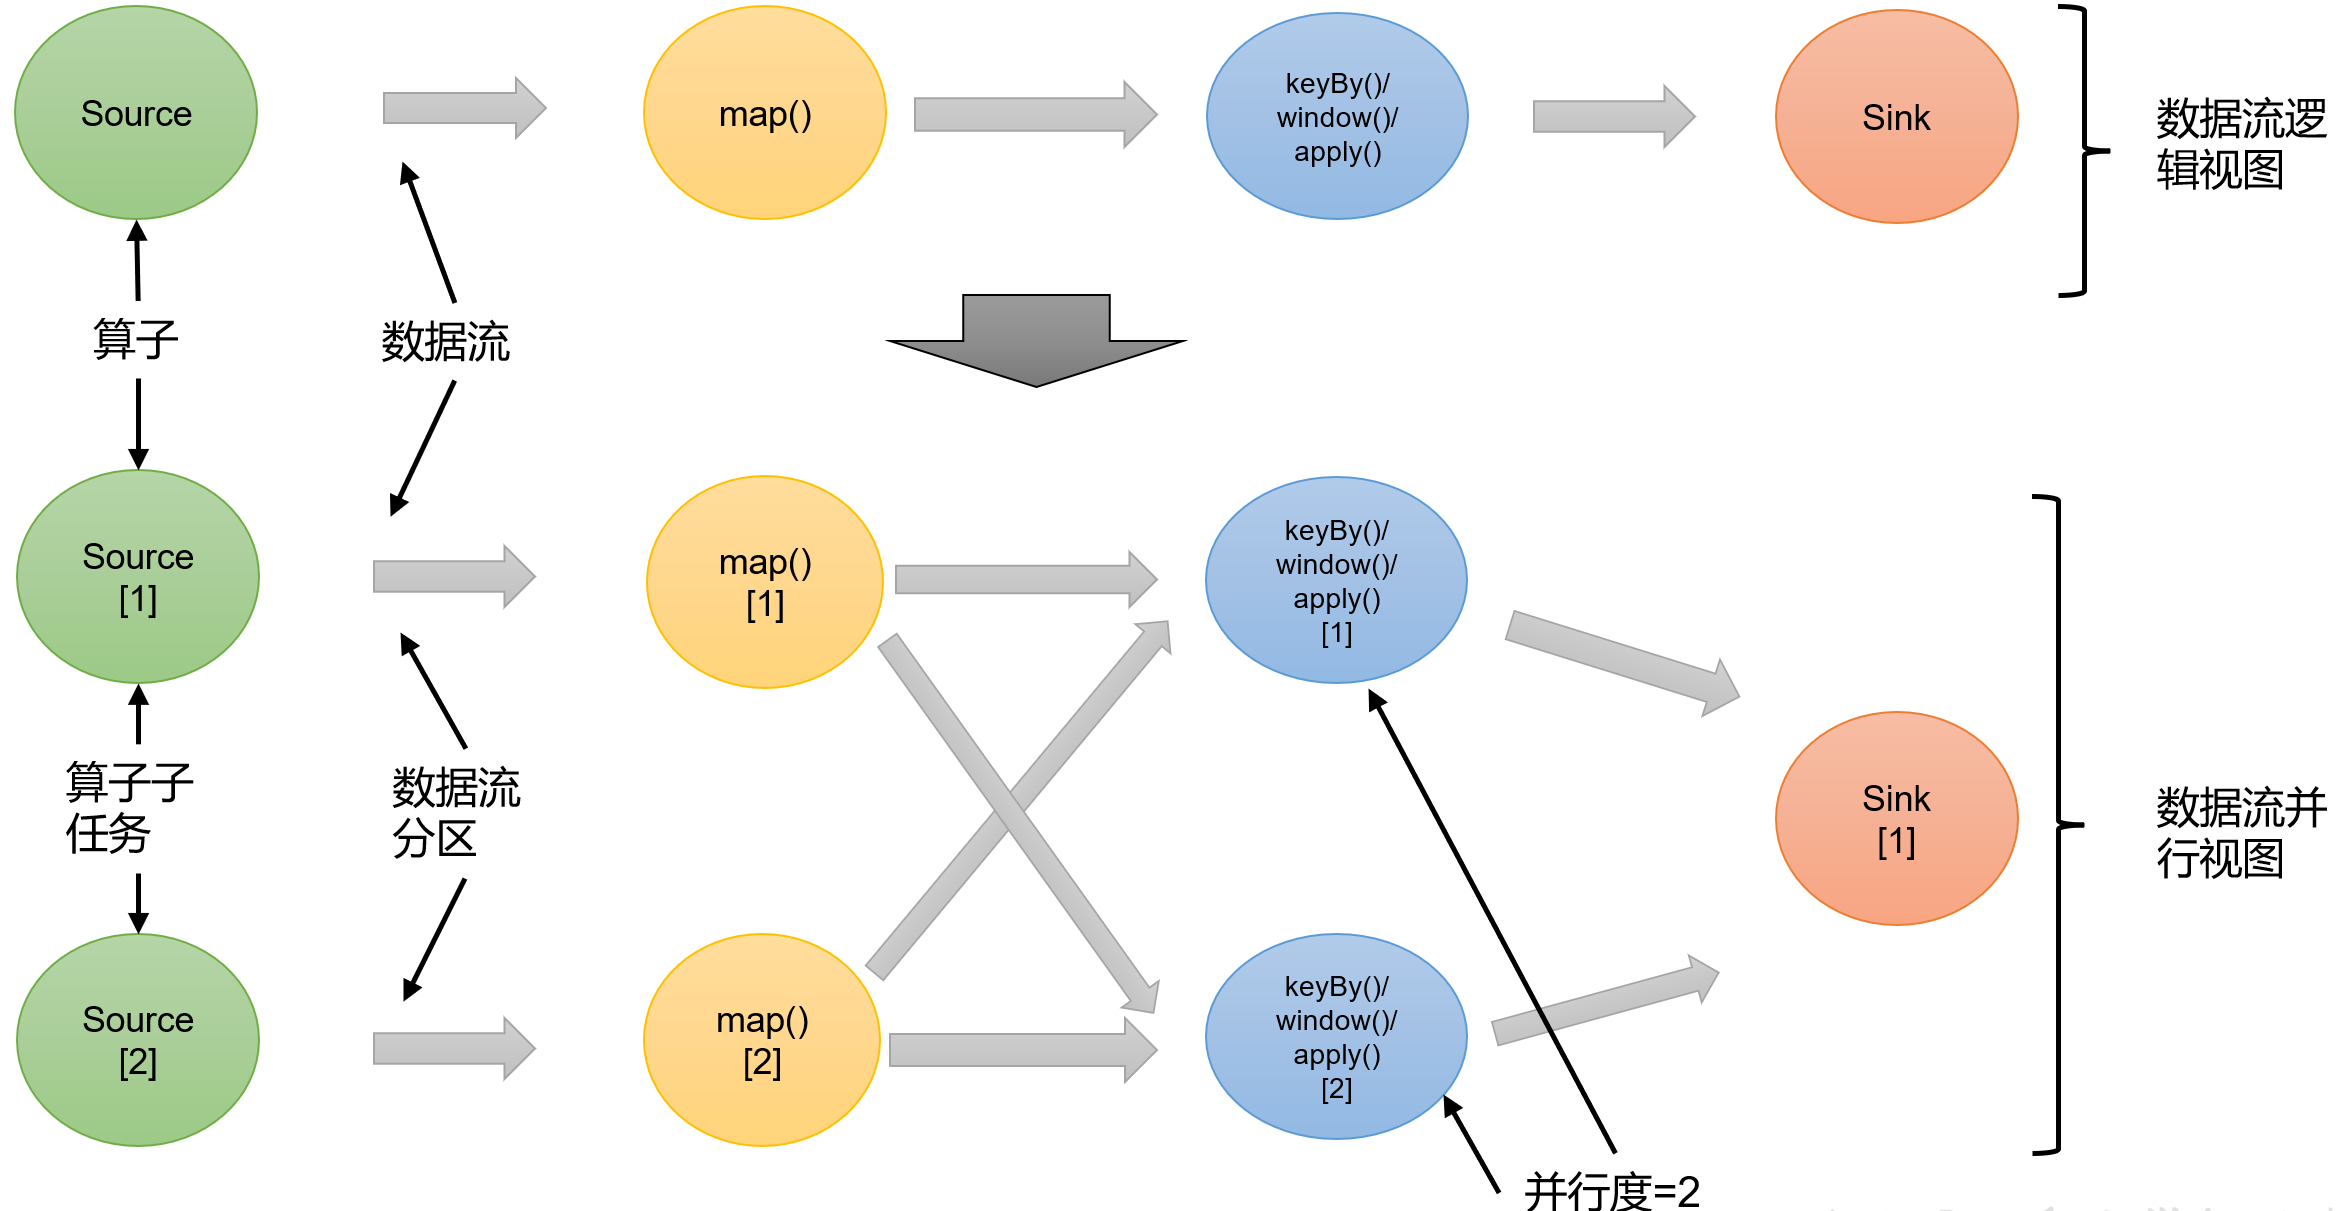 Source
map()
keyBy()/
window()/
apply()
Sink
数据流逻
辑视图
算子
数据流
Source
[1]
map()
[1]
keyBy()/
window()/
apply()
[1]
算子子
任务
数据流
分区
Sink
[1]
数据流并
行视图
Source
[2]
map()
[2]
keyBy()/
window()/
apply()
[2]
并行度=2